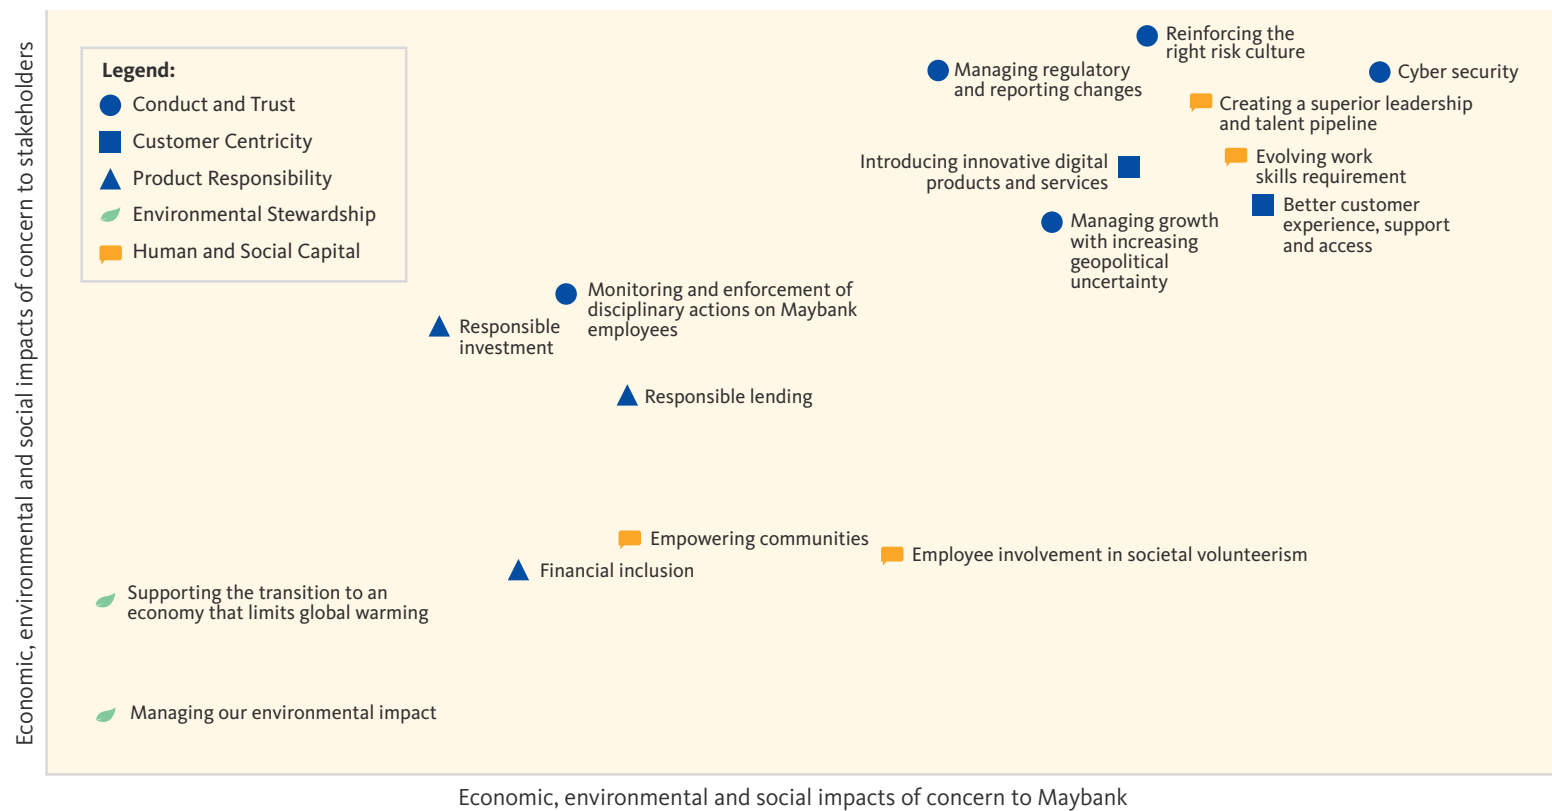 Economic, environmental and social impacts of concern to stakeholders
Legend:
Conduct and Trust
Customer Centricity
Product Responsibility
Environmental Stewardship
Human and Social Capital
Reinforcing the
right risk culture
Managing regulatory
and reporting changes
Cyber security
Creating a superior leadership
and talent pipeline
Introducing innovative digital
products and services
Evolving work
skills requirement
Better customer
experience, support
and access
Managing growth
with increasing
geopolitical
uncertainty
Monitoring and enforcement of
disciplinary actions on Maybank
employees
Responsible
investment
Responsible lending
Empowering communities
Employee involvement in societal volunteerism
Financial inclusion
Supporting the transition to an
economy that limits global warming
Managing our environmental impact
Economic, environmental and social impacts of concern to Maybank